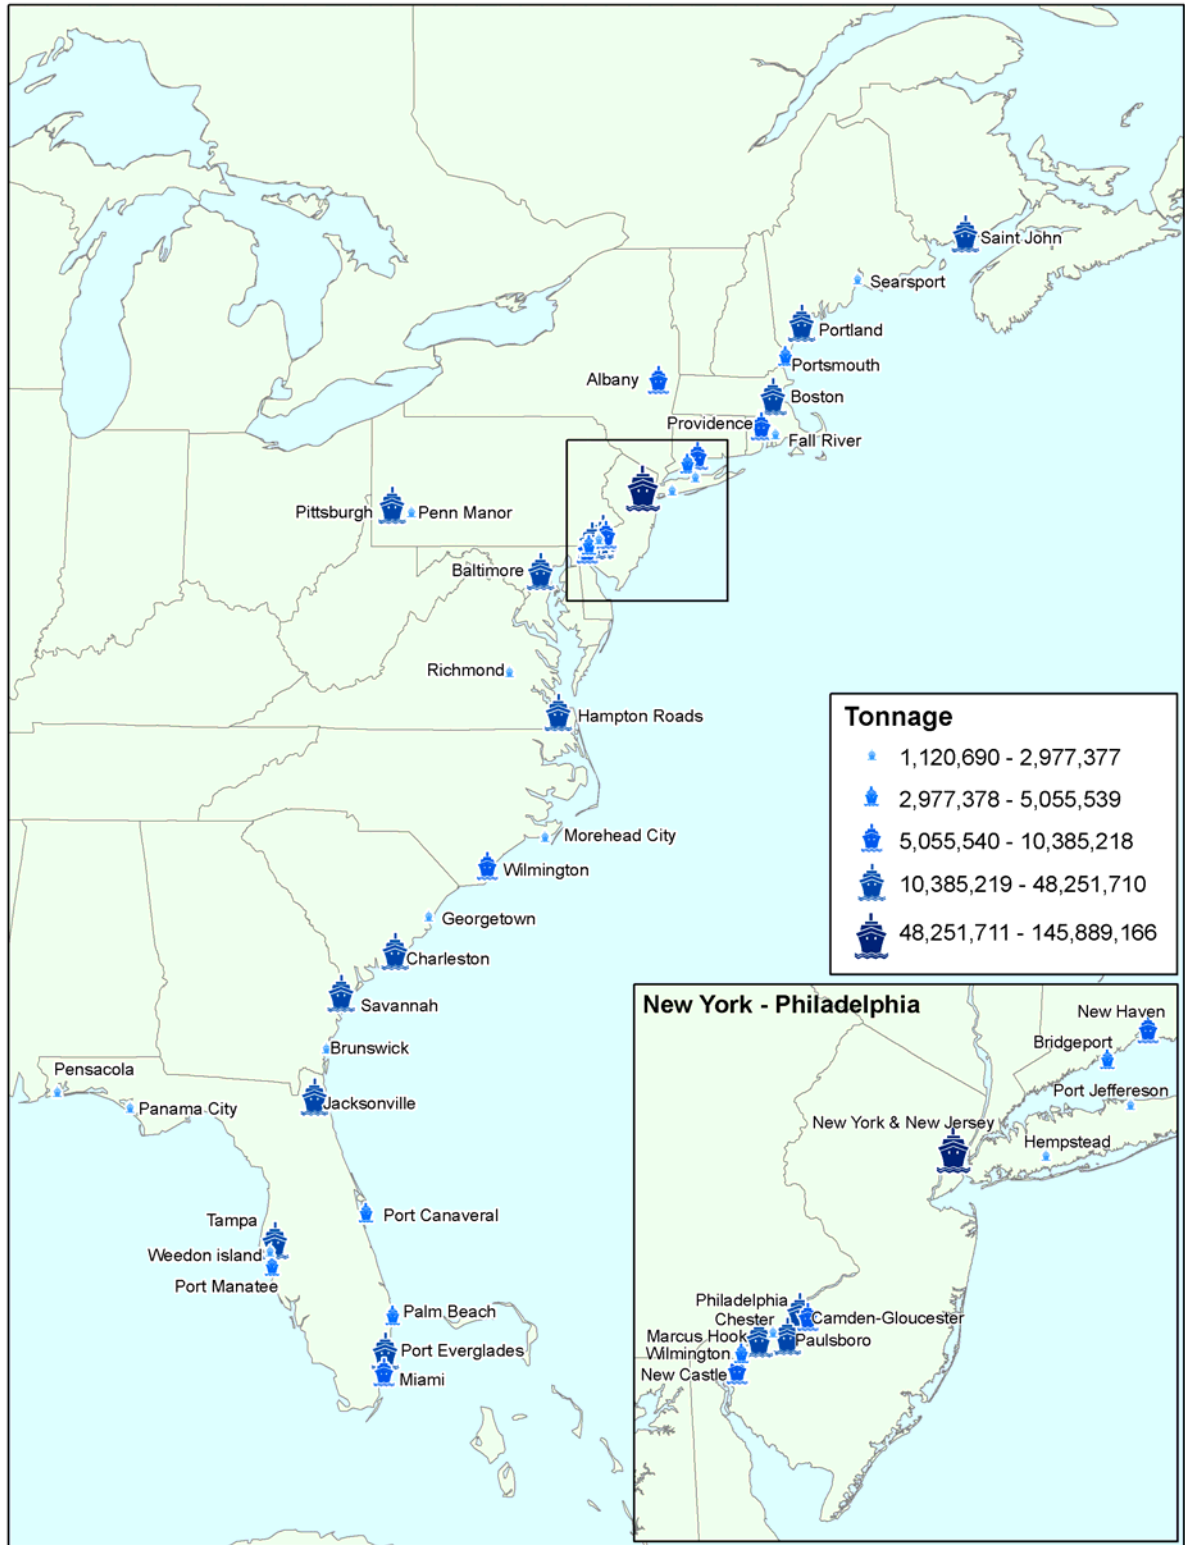 Saint John
Searsport
Portland
Portsmouth
Albany
Boston
Providence
Fall River
Pittsburgh
Penn Manor
Baltimore
Richmond
Hampton Roads
Morehead City
Wilmington
Georgetown
Charleston
Savannah
Brunswick
Pensacola
Panama City
Jacksonville
Port Canaveral
Tampa
Weedon island
Port Manatee
Palm Beach
Port Everglades
Miami
Tonnage
1,120,690 - 2,977,377
2,977,378 - 5,055,539
5,055,540 - 10,385,218
10,385,219 - 48,251,710
48,251,711 - 145,889,166
New York - Philadelphia
New Haven
Bridgeport
Port Jeffereson
New York & New Jersey
Hempstead
Philadelphia
Camden-Gloucester
Chester
Marcus Hook
Paulsboro
Wilmington
New Castle